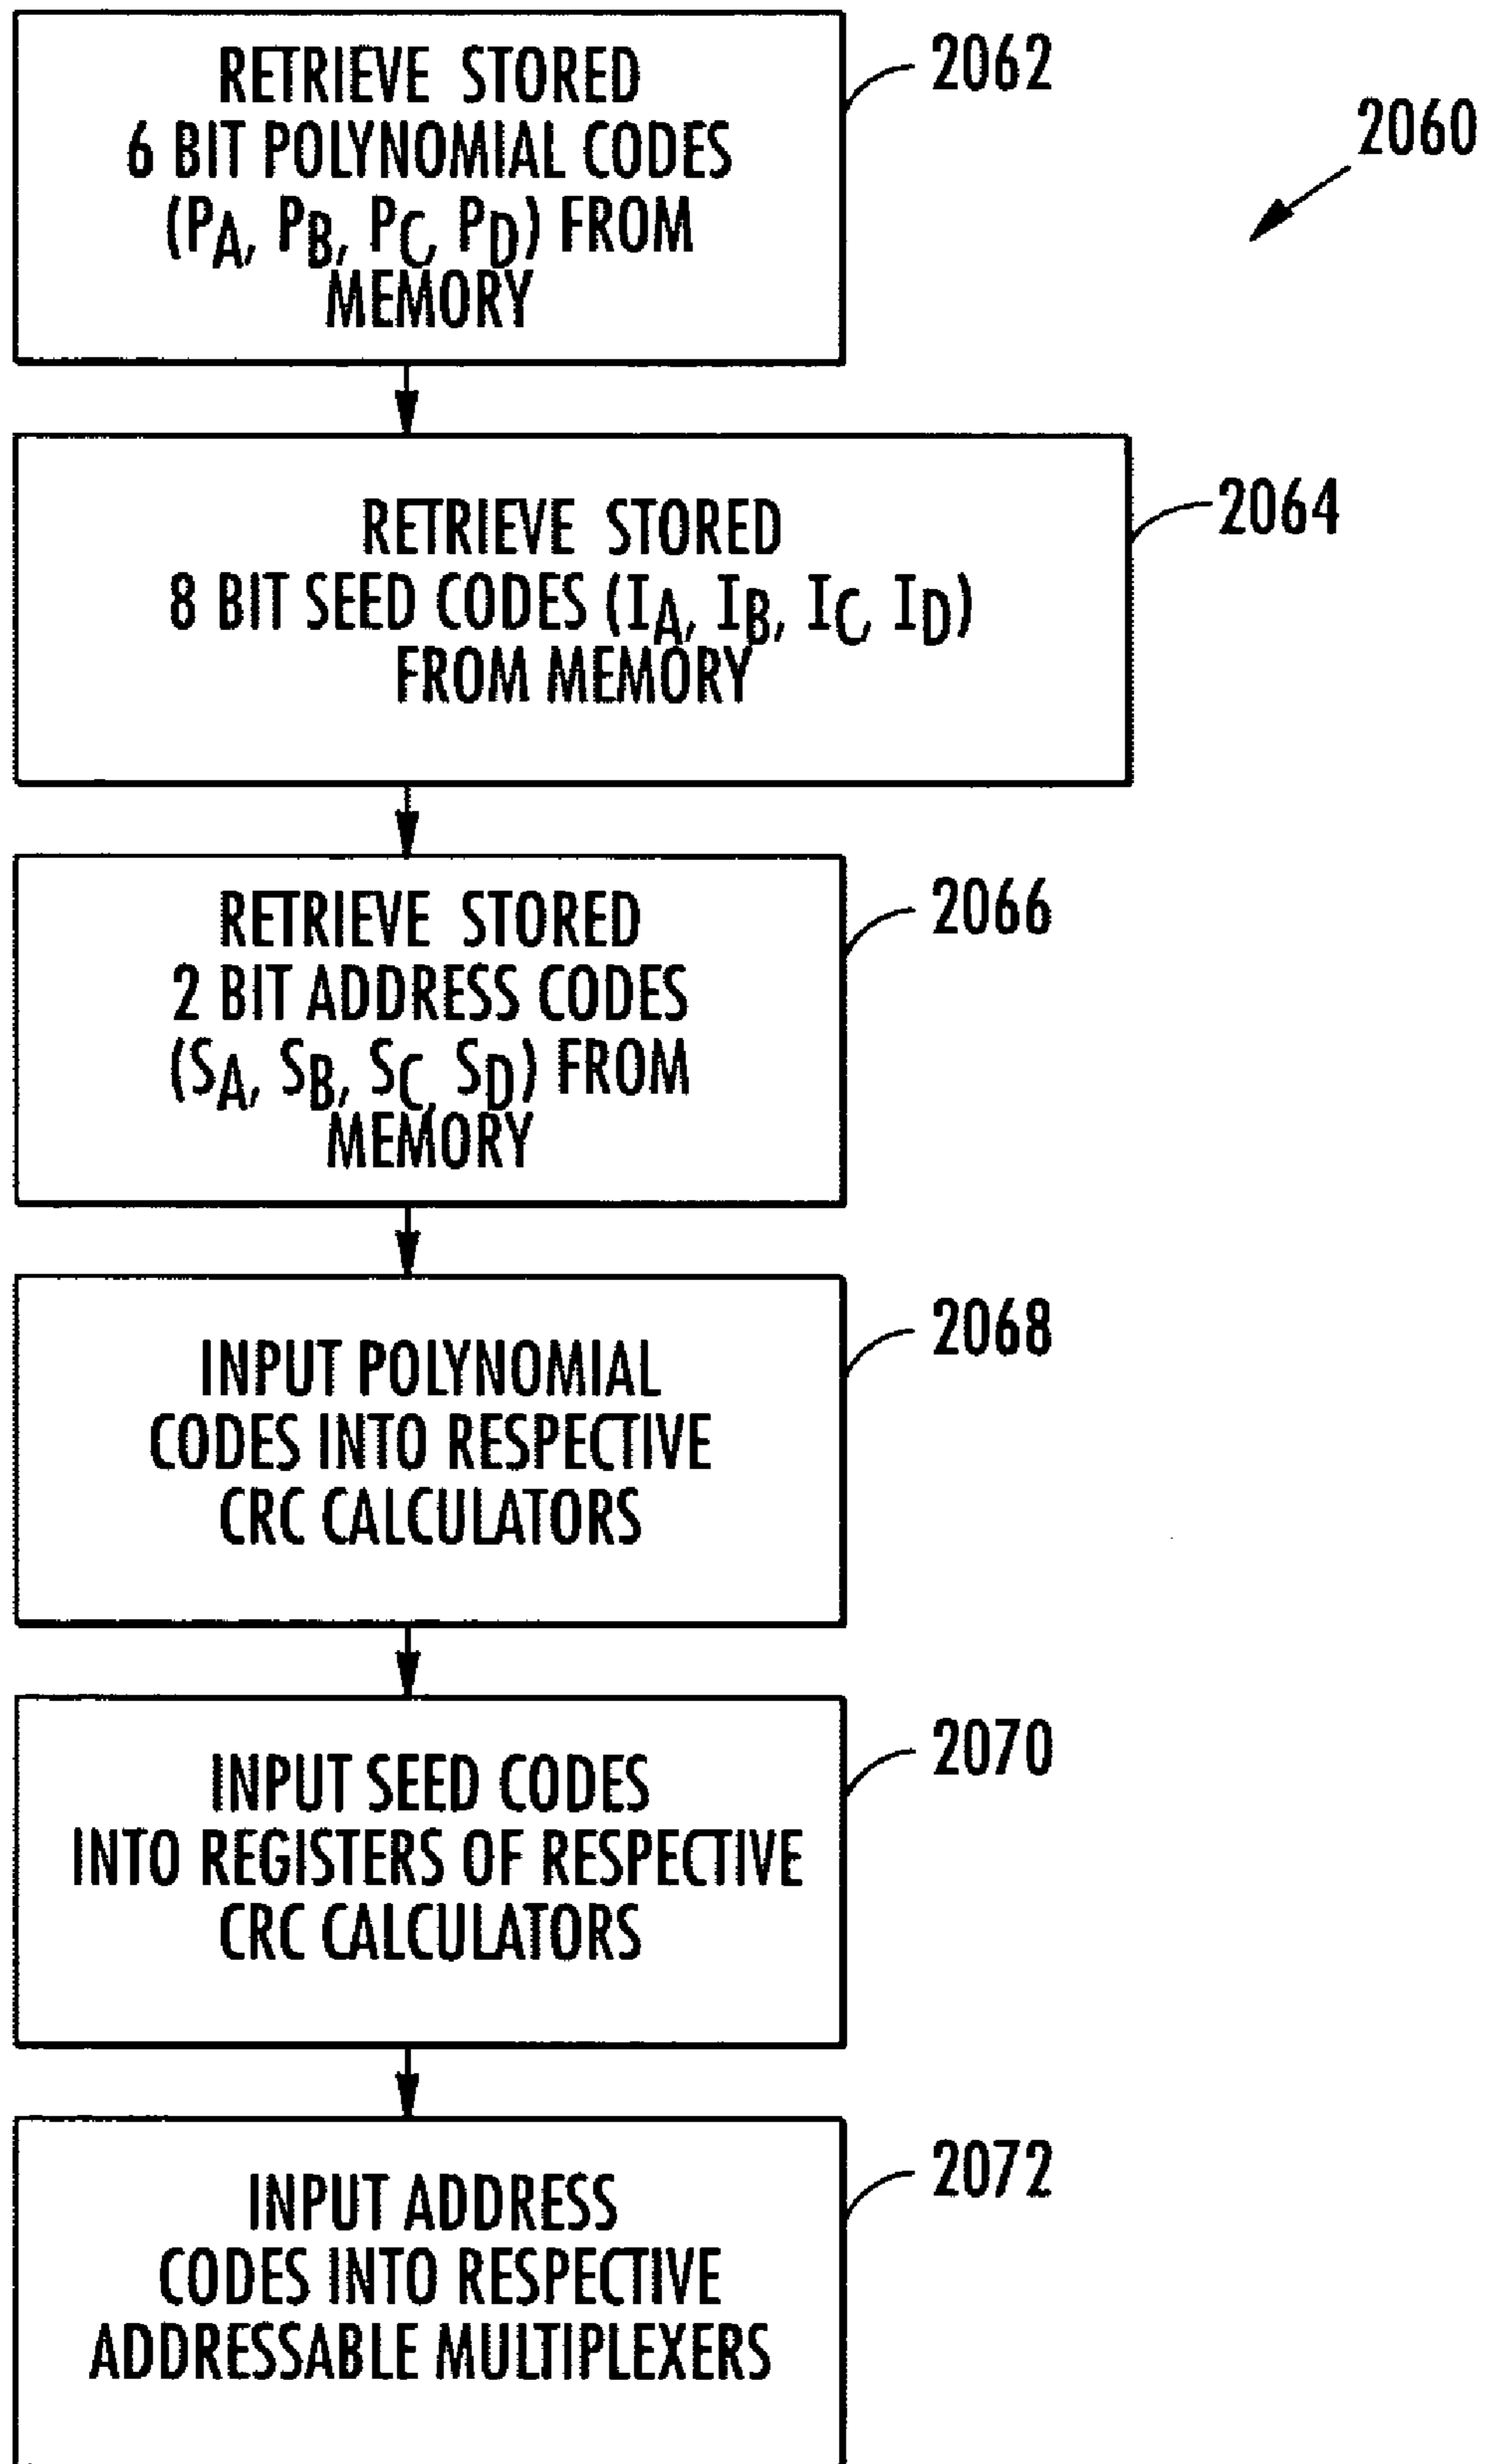 RETRIEVE STORED
6 BIT POLYNOMIAL CODES
(PA, PB, PC, PD) FROM
MEMORY
2062
2060
RETRIEVE STORED
8 BIT SEED CODES (IA, IB, IC, ID)
FROM MEMORY
2064
RETRIEVE STORED
2 BIT ADDRESS CODES
(SA, SB, SC, SD) FROM
MEMORY
2066
INPUT POLYNOMIAL
CODES INTO RESPECTIVE
CRC CALCULATORS
2068
INPUT SEED CODES
INTO REGISTERS OF RESPECTIVE
CRC CALCULATORS
2070
INPUT ADDRESS
CODES INTO RESPECTIVE
ADDRESSABLE MULTIPLEXERS
2072